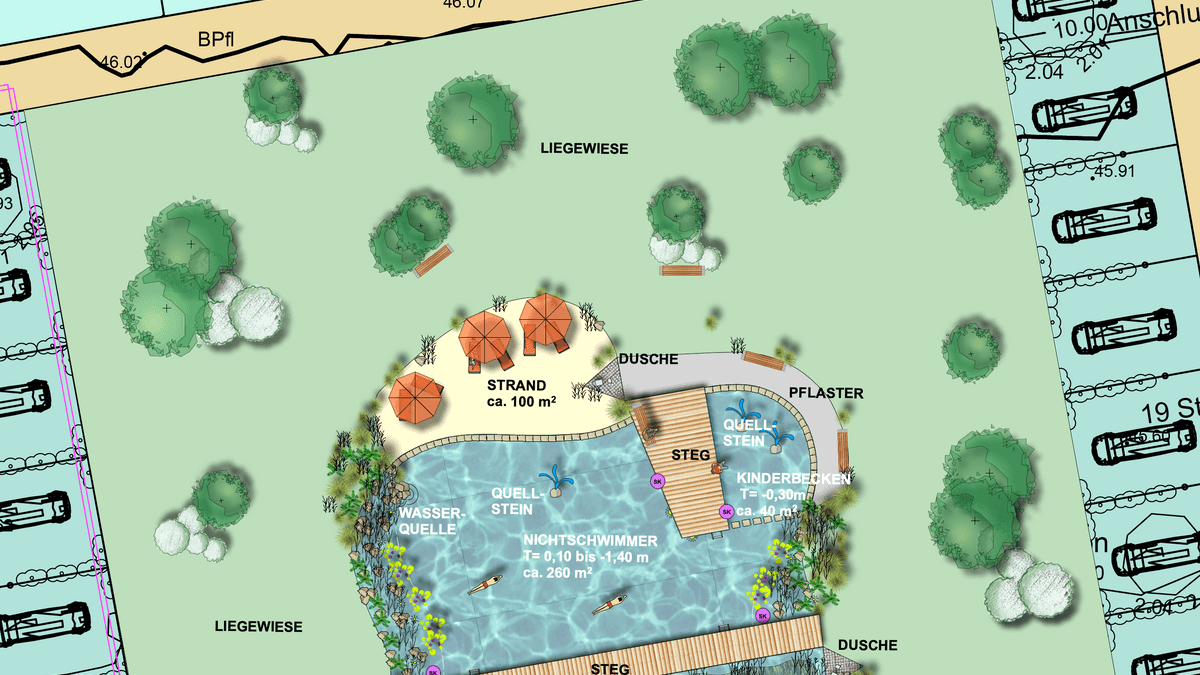 46.07
BPfl
46.02
10.00
Anschlu
2.04
2.04
LIEGEWIESE
45.91
93
DUSCHE
STRAND
ca. 100 m²
PFLASTER
19 St
QUELL-
STEIN
STEG
SK
KINDERBECKEN
T= -0,30m
ca. 40 m²
QUELL-
STEIN
WASSER-
QUELLE
SK
NICHTSCHWIMMER
T= 0,10 bis -1,40 m
ca. 260 m²
2.04
SK
LIEGEWIESE
DUSCHE
STEG
SK